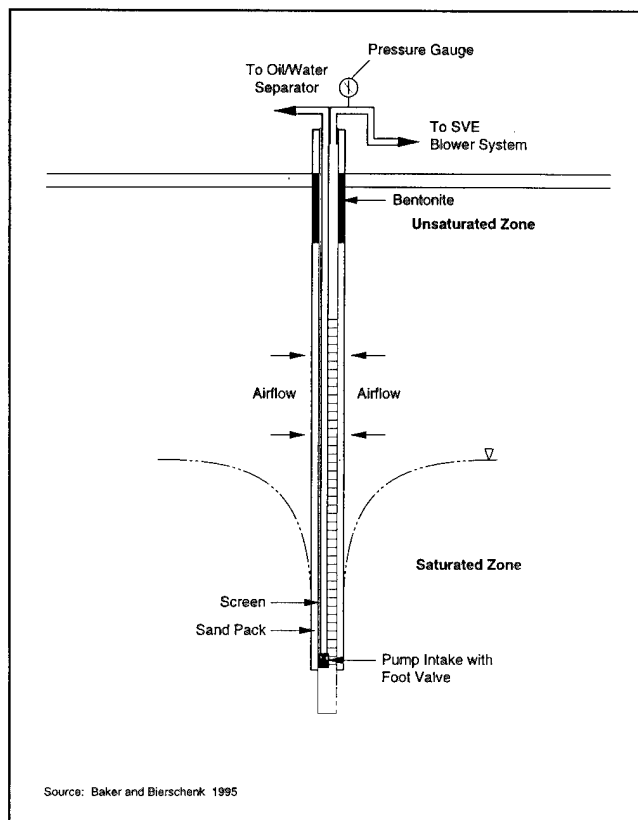 Pressure Gauge
To Oil/Water
Separator
To SVE
Blower System
Bentonite
Unsaturated Zone
Airflow
Airflow
Saturated Zone
Screen
Sand Pack
Pump Intake with
Foot Valve
Source: Baker and Bierschenk 1995